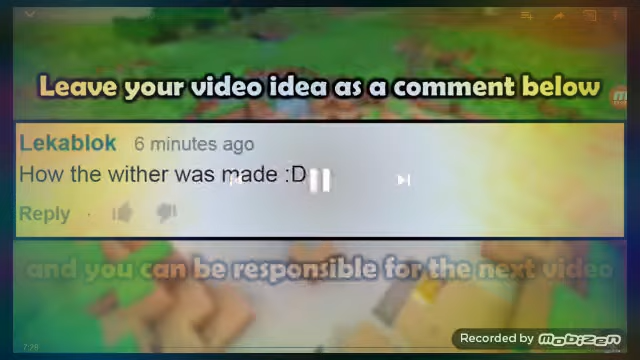 Leave your video idea as a comment below
Lekablok 6 minutes ago
How the wither was made :D
Reply ·
and you can be responsible for the next video
Recorded by Mobizen